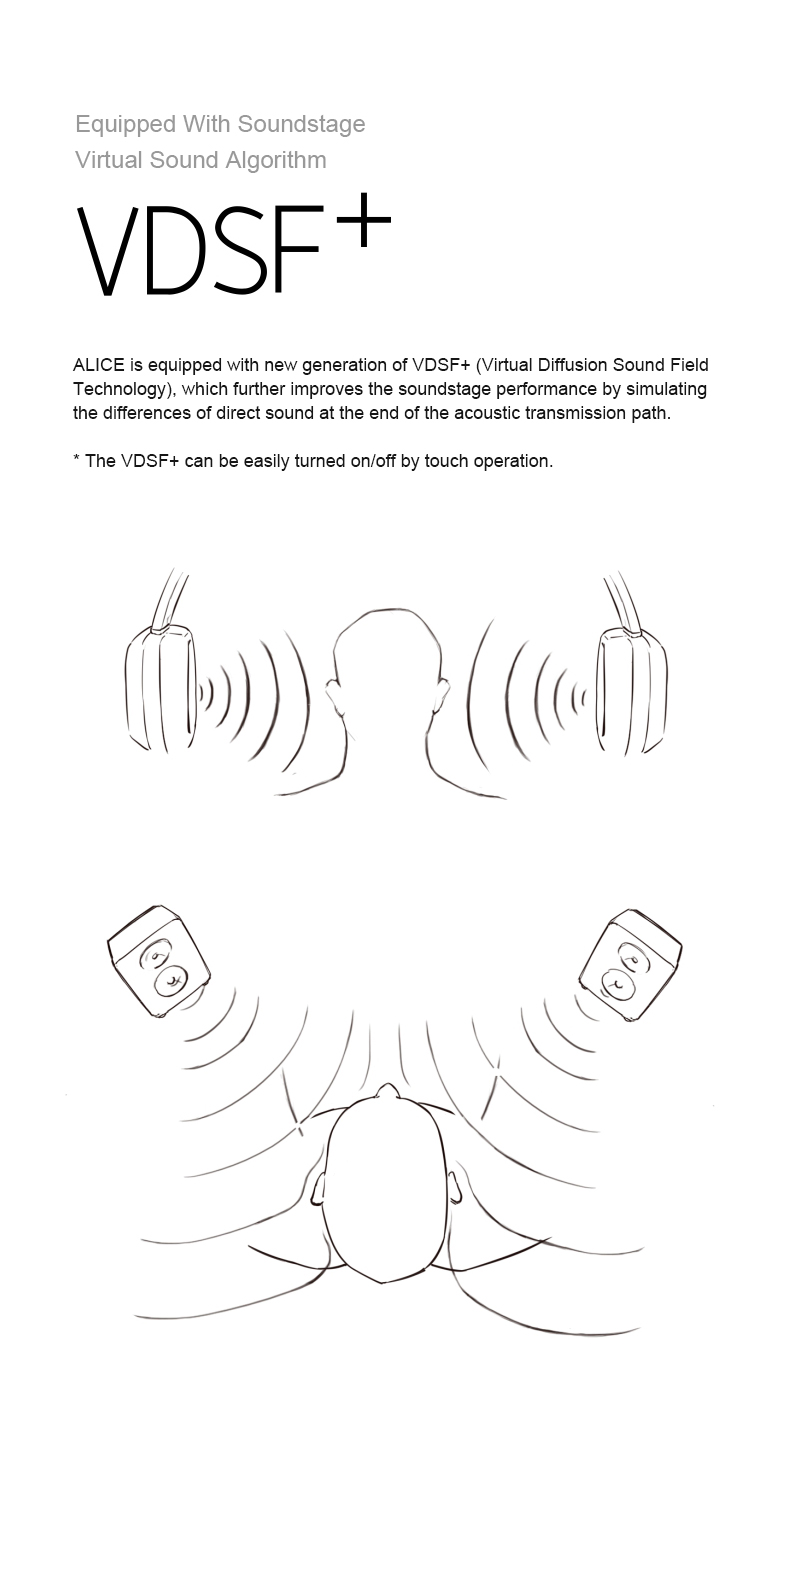 Equipped With Soundstage
Virtual Sound Algorithm
VDSF+
ALICE is equipped with new generation of VDSF+ (Virtual Diffusion Sound Field
Technology), which further improves the soundstage performance by simulating
the differences of direct sound at the end of the acoustic transmission path.
* The VDSF+ can be easily turned on/off by touch operation.